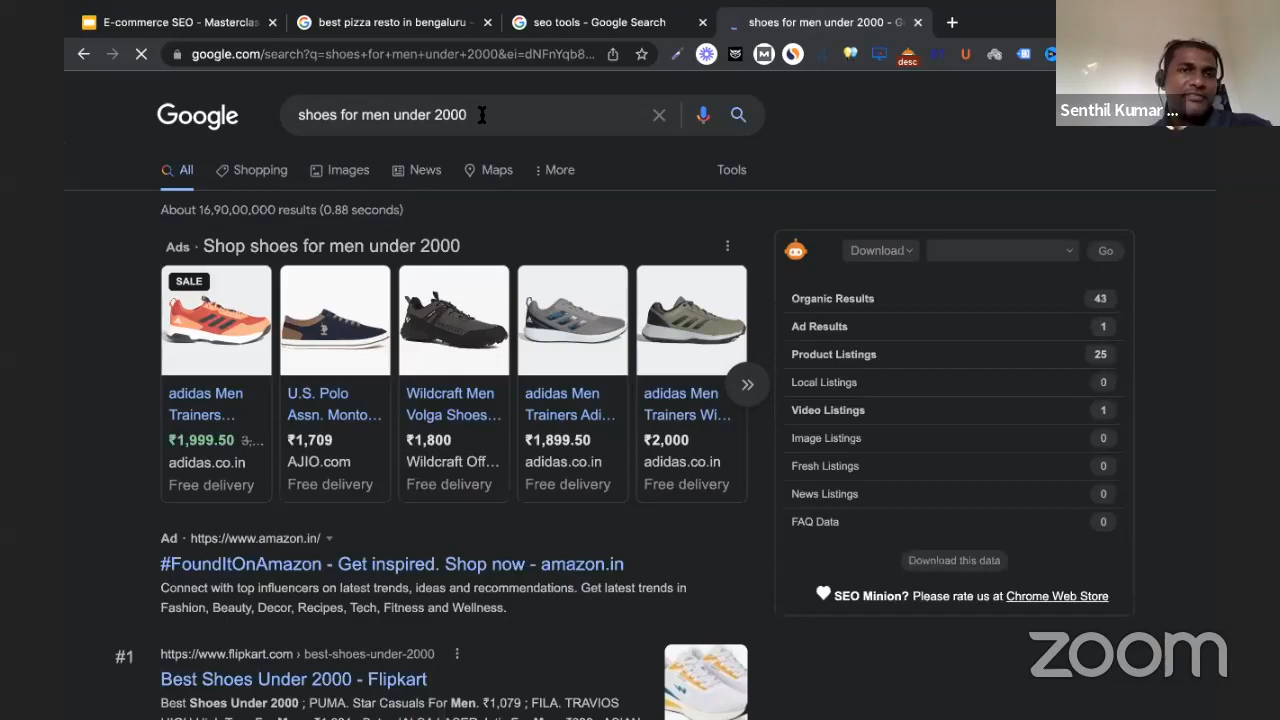 E-commerce SEO - Masterclas
best pizza resto in bengaluru -
seo tools - Google Search
shoes for men under 2000 - G
google.com/search?q=shoes+for+men+under+2000&ei=dNFnYqb8...
desc
Senthil Kumar ...
Google
shoes for men under 2000
All
Shopping
Images
News
Maps
More
Tools
About 16,90,00,000 results (0.88 seconds)
Ads · Shop shoes for men under 2000
SALE
adidas Men
Trainers...
₹1,999.50 3,...
adidas.co.in
Free delivery
U.S. Polo
Assn. Monto...
₹1,709
AJIO.com
Free delivery
Wildcraft Men
Volga Shoes...
₹1,800
Wildcraft Off...
Free delivery
adidas Men
Trainers Adi...
₹1,899.50
adidas.co.in
Free delivery
adidas Men
Trainers Wi...
₹2,000
adidas.co.in
Free delivery
Download
Go
Organic Results 43
Ad Results 1
Product Listings 25
Local Listings 0
Video Listings 1
Image Listings 0
Fresh Listings 0
News Listings 0
FAQ Data 0
Download this data
SEO Minion? Please rate us at Chrome Web Store
Ad · https://www.amazon.in/
#FoundItOnAmazon - Get inspired. Shop now - amazon.in
Connect with top influencers on latest trends, ideas and recommendations. Get latest trends in
Fashion, Beauty, Decor, Recipes, Tech, Fitness and Wellness.
#1
https://www.flipkart.com › best-shoes-under-2000
Best Shoes Under 2000 - Flipkart
Best Shoes Under 2000 ; PUMA. Star Casuals For Men. ₹1,079 ; FILA. TRAVIOS
zoom